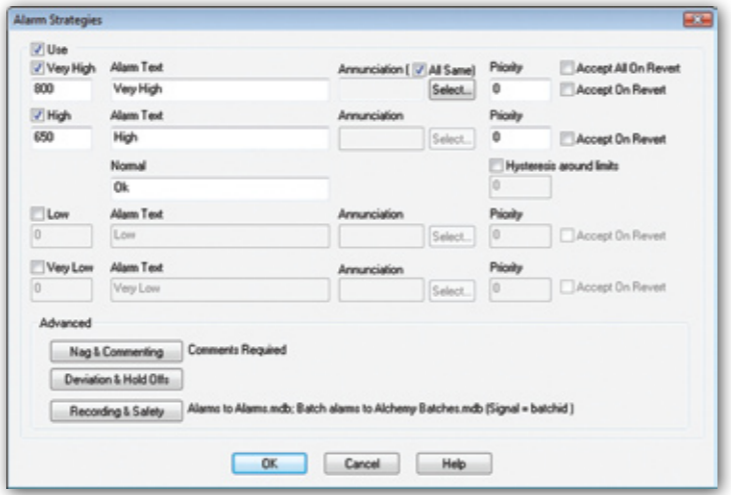 Alarm Strategies
Use
Very High Alarm Text Annunciation ( All Same) Priority Accept All On Revert
800 Very High Select... 0 Accept On Revert
High Alarm Text Annunciation Priority
650 High Select... 0 Accept On Revert
Normal Hysteresis around limits
Ok 0
Low Alarm Text Annunciation Priority
0 Low Select... 0 Accept On Revert
Very Low Alarm Text Annunciation Priority
0 Very Low Select... 0 Accept On Revert
Advanced
Nag & Commenting Comments Required
Deviation & Hold Offs
Recording & Safety Alarms to Alarms.mdb; Batch alarms to Alchemy Batches.mdb (Signal = batchid )
OK Cancel Help